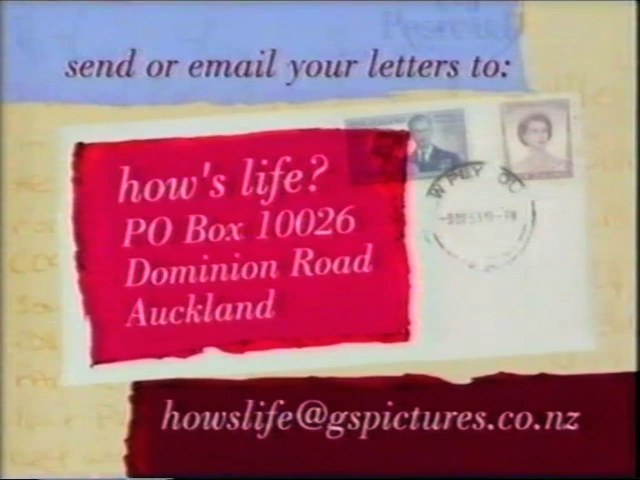 send or email your letters to:
how's life?
PO Box 10026
Dominion Road
Auckland
howslife@gspictures.co.nz